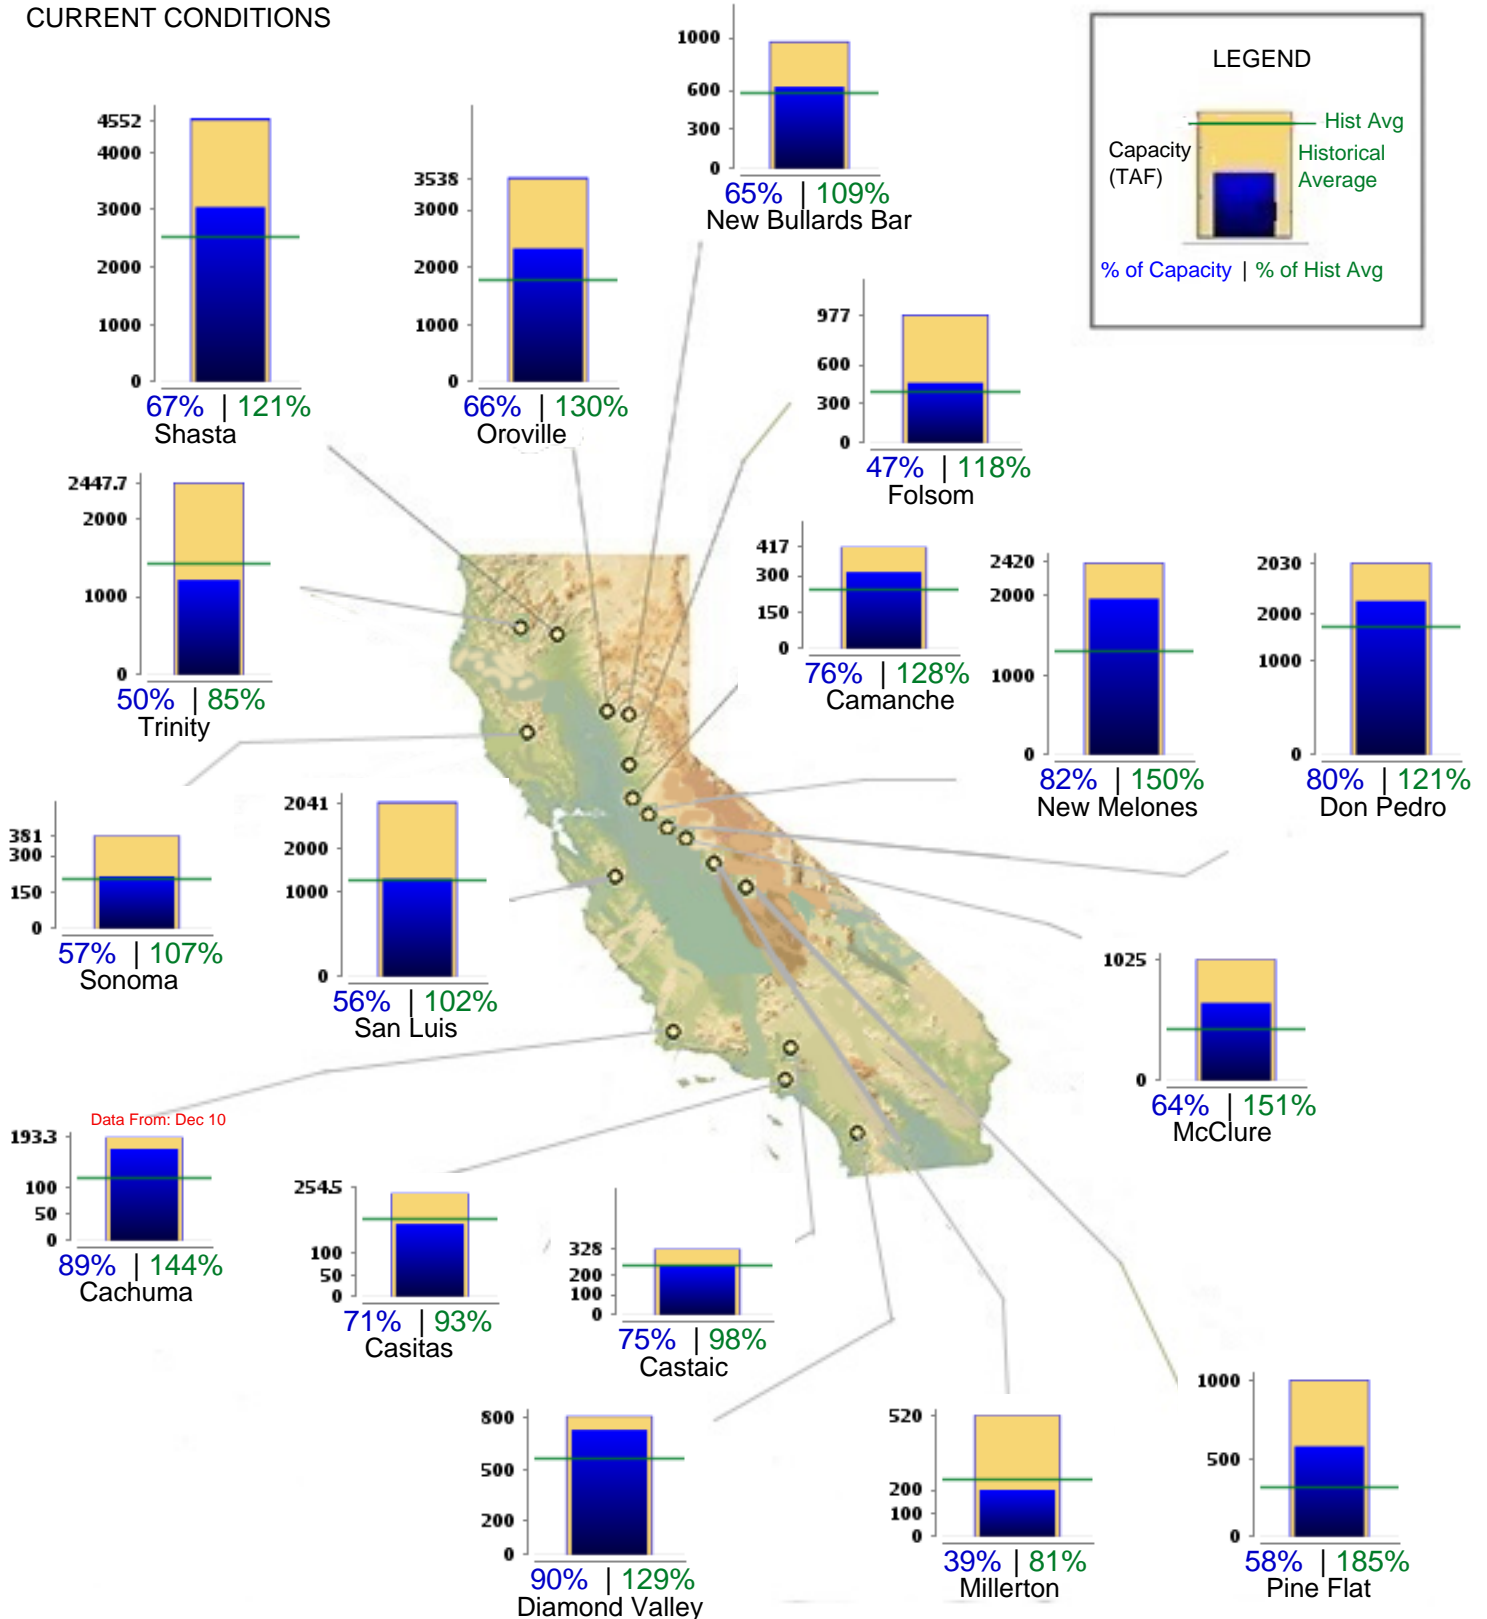 CURRENT CONDITIONS
1000
600
300
0
65% | 109%
New Bullards Bar
LEGEND
Hist Avg
Capacity
(TAF)
Historical
Average
% of Capacity | % of Hist Avg
4552
4000
3000
2000
1000
0
67% | 121%
Shasta
3538
3000
2000
1000
0
66% | 130%
Oroville
977
600
300
0
47% | 118%
Folsom
2447.7
2000
1000
0
50% | 85%
Trinity
417
300
150
0
76% | 128%
Camanche
2420
2000
1000
0
82% | 150%
New Melones
2030
2000
1000
0
80% | 121%
Don Pedro
381
300
150
0
57% | 107%
Sonoma
2041
2000
1000
0
56% | 102%
San Luis
1025
0
64% | 151%
McClure
Data From: Dec 10
193.3
100
50
0
89% | 144%
Cachuma
254.5
100
50
0
71% | 93%
Casitas
328
200
100
0
75% | 98%
Castaic
800
500
200
0
90% | 129%
Diamond Valley
520
200
100
0
39% | 81%
Millerton
1000
500
0
58% | 185%
Pine Flat